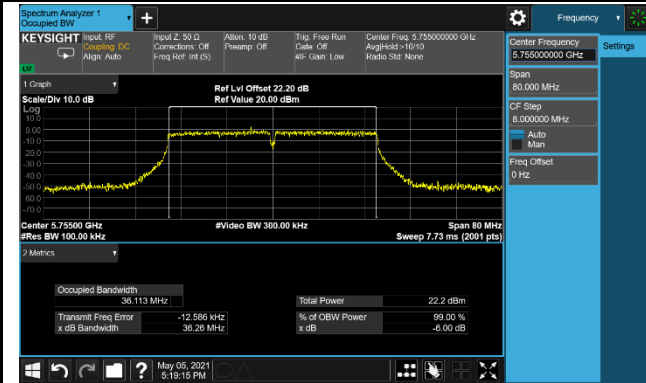 Spectrum Analyzer 1
Occupied BW
Frequency
KEYSIGHT
Input: RF
Coupling: DC
Align: Auto
Input Z: 50 Ω
Corrections: Off
Freq Ref: Int (S)
Atten: 10 dB
Preamp: Off
Trig: Free Run
Gate: Off
#IF Gain: Low
Center Freq: 5.755000000 GHz
Avg|Hold:>10/10
Radio Std: None
Center Frequency
5.755000000 GHz
Settings
Span
80.000 MHz
CF Step
8.000000 MHz
Auto
Man
Freq Offset
0 Hz
1 Graph
Scale/Div 10.0 dB
Ref Lvl Offset 22.20 dB
Ref Value 20.00 dBm
Log
10.0
0.00
-10.0
-20.0
-30.0
-40.0
-50.0
-60.0
-70.0
Center 5.75500 GHz
#Video BW 300.00 kHz
Span 80 MHz
#Res BW 100.00 kHz
Sweep 7.73 ms (2001 pts)
2 Metrics
Occupied Bandwidth
36.113 MHz
Total Power 22.2 dBm
Transmit Freq Error -12.586 kHz
% of OBW Power 99.00 %
x dB Bandwidth 36.26 MHz
x dB -6.00 dB
?
May 05, 2021
5:19:15 PM